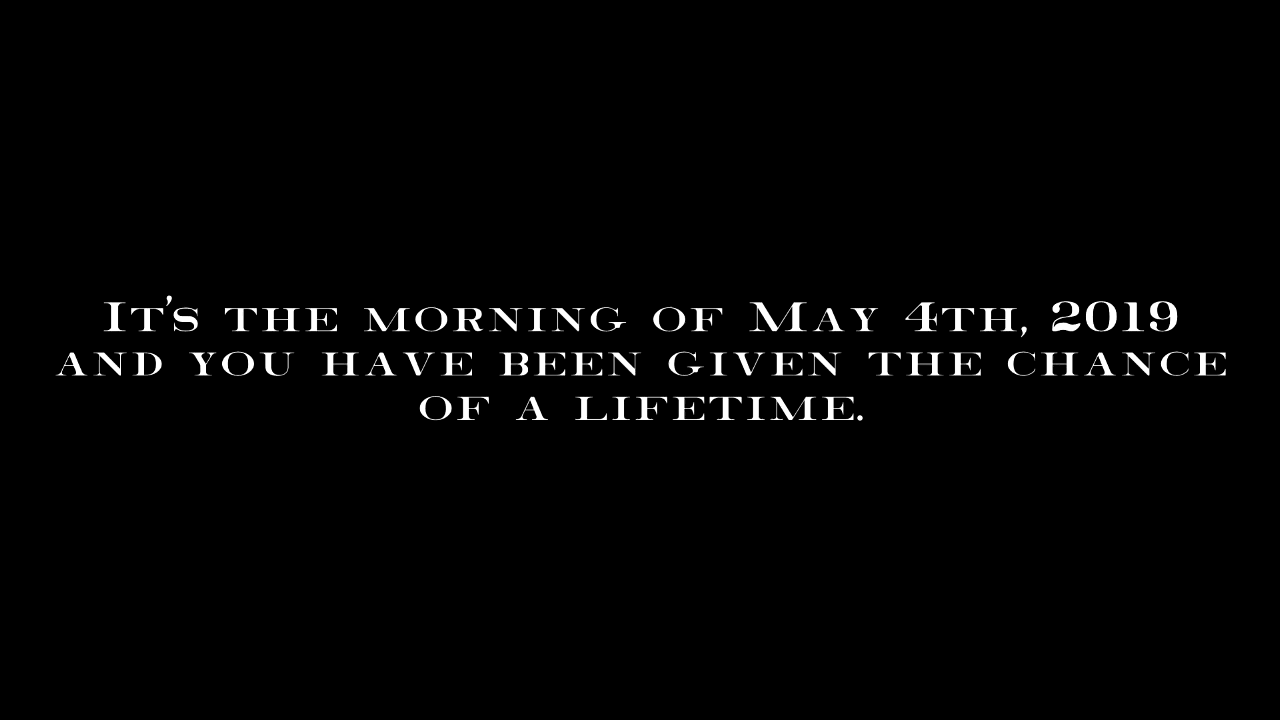 It's the morning of May 4th, 2019
and you have been given the chance
of a lifetime.